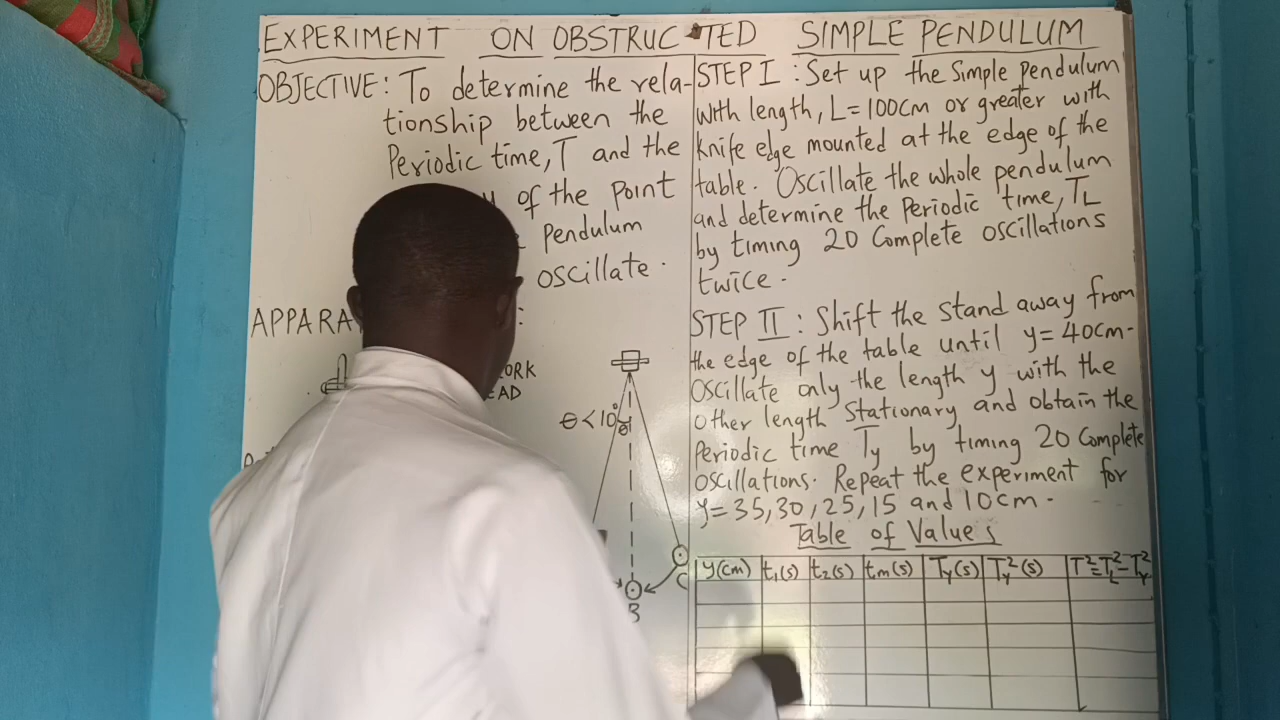 EXPERIMENT ON OBSTRUCTED SIMPLE PENDULUM
OBJECTIVE: To determine the rela-
tionship between the
Periodic time, T and the
of the point
Pendulum
oscillate.
APPARA
θ<10°
θ
B
C
STEP I : Set up the Simple Pendulum
With length, L=100cm or greater with
knife edge mounted at the edge of the
table. Oscillate the whole pendulum
and determine the Periodic time, TL
by timing 20 Complete oscillations
twice.
STEP II : Shift the stand away from
the edge of the table until y=40cm.
Oscillate only the length y with the
other length Stationary and obtain the
Periodic time Ty by timing 20 Complete
oscillations. Repeat the experiment for
y=35,30,25,15 and 10cm.
Table of Values
y(cm) t₁(s) t₂(s) tm(s) Ty(s) Ty²(s) T²=TL²-Ty²